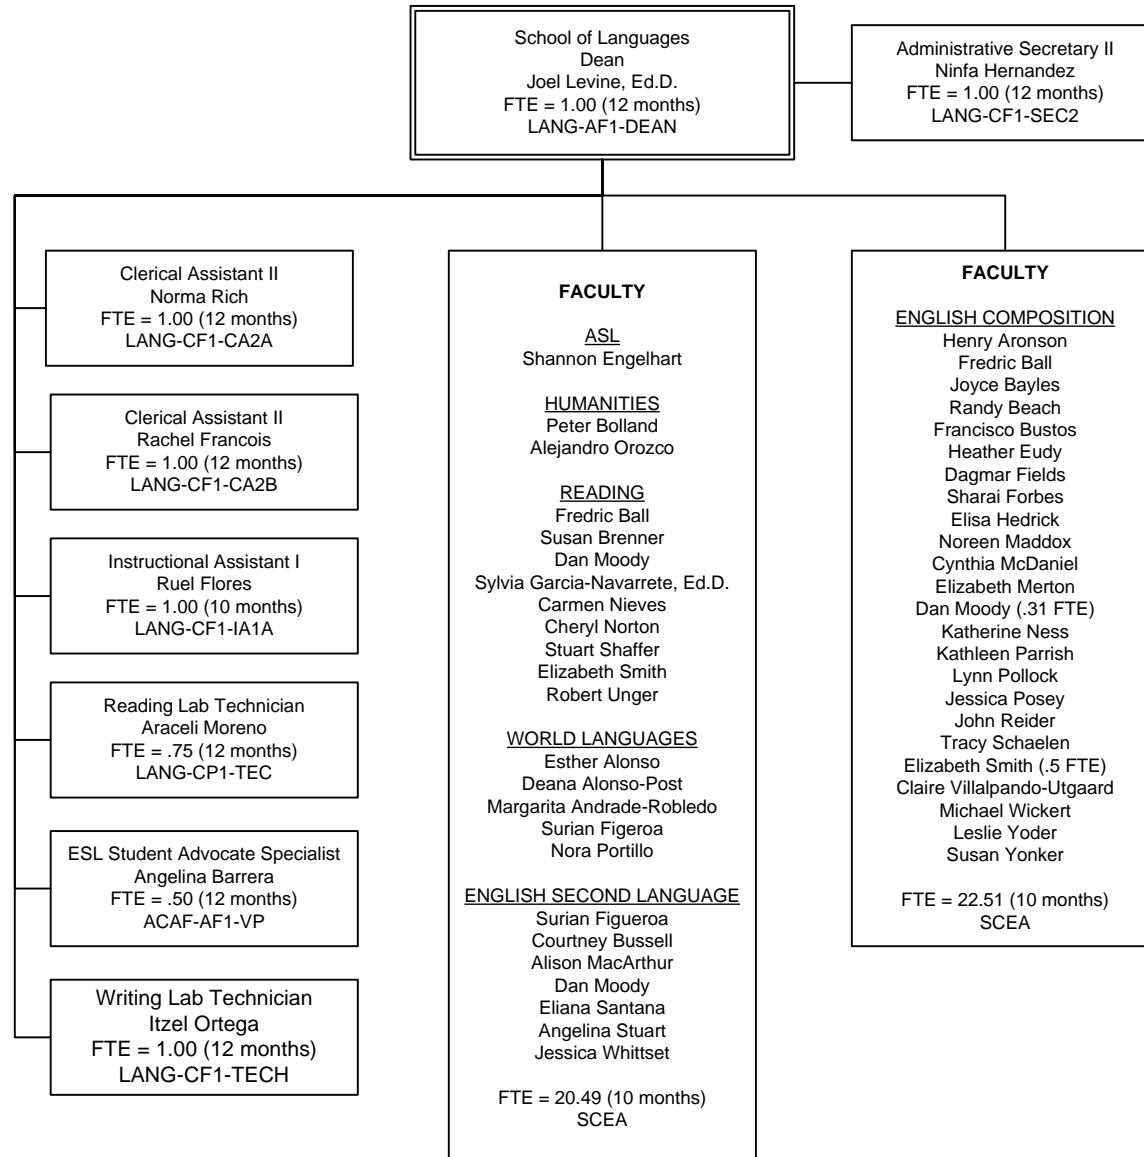 School of Languages
Dean
Joel Levine, Ed.D.
FTE = 1.00 (12 months)
LANG-AF1-DEAN
Administrative Secretary II
Ninfa Hernandez
FTE = 1.00 (12 months)
LANG-CF1-SEC2
Clerical Assistant II
Norma Rich
FTE = 1.00 (12 months)
LANG-CF1-CA2A
Clerical Assistant II
Rachel Francois
FTE = 1.00 (12 months)
LANG-CF1-CA2B
Instructional Assistant I
Ruel Flores
FTE = 1.00 (10 months)
LANG-CF1-IA1A
Reading Lab Technician
Araceli Moreno
FTE = .75 (12 months)
LANG-CP1-TEC
ESL Student Advocate Specialist
Angelina Barrera
FTE = .50 (12 months)
ACAF-AF1-VP
Writing Lab Technician
Itzel Ortega
FTE = 1.00 (12 months)
LANG-CF1-TECH
FACULTY
ASL
Shannon Engelhart
HUMANITIES
Peter Bolland
Alejandro Orozco
READING
Fredric Ball
Susan Brenner
Dan Moody
Sylvia Garcia-Navarrete, Ed.D.
Carmen Nieves
Cheryl Norton
Stuart Shaffer
Elizabeth Smith
Robert Unger
WORLD LANGUAGES
Esther Alonso
Deana Alonso-Post
Margarita Andrade-Robledo
Surian Figeroa
Nora Portillo
ENGLISH SECOND LANGUAGE
Surian Figueroa
Courtney Bussell
Alison MacArthur
Dan Moody
Eliana Santana
Angelina Stuart
Jessica Whittset
FTE = 20.49 (10 months)
SCEA
FACULTY
ENGLISH COMPOSITION
Henry Aronson
Fredric Ball
Joyce Bayles
Randy Beach
Francisco Bustos
Heather Eudy
Dagmar Fields
Sharai Forbes
Elisa Hedrick
Noreen Maddox
Cynthia McDaniel
Elizabeth Merton
Dan Moody (.31 FTE)
Katherine Ness
Kathleen Parrish
Lynn Pollock
Jessica Posey
John Reider
Tracy Schaelen
Elizabeth Smith (.5 FTE)
Claire Villalpando-Utgaard
Michael Wickert
Leslie Yoder
Susan Yonker
FTE = 22.51 (10 months)
SCEA